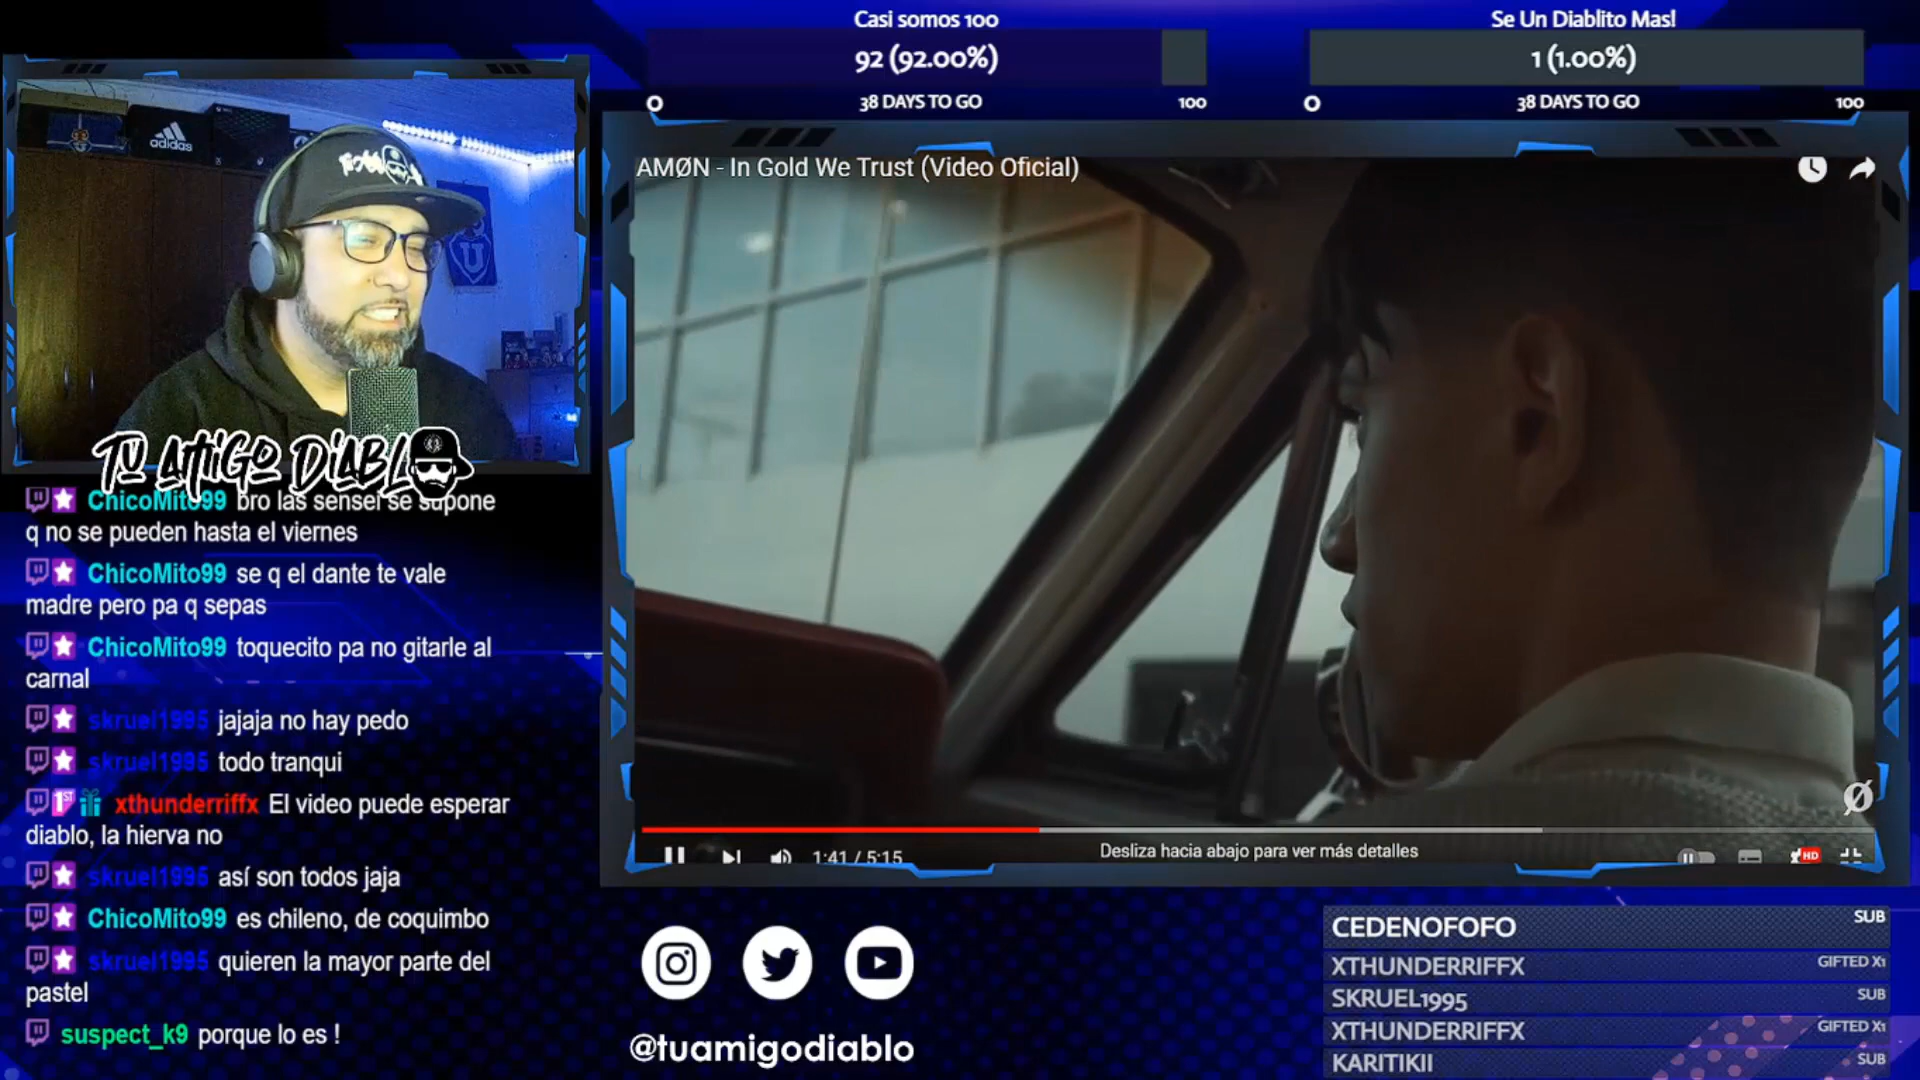 Casi somos 100
92 (92.00%)
0 38 DAYS TO GO 100
Se Un Diablito Mas!
1 (1.00%)
0 38 DAYS TO GO 100
adidas
U
TU AMIGO DIABLO
AMØN - In Gold We Trust (Video Oficial)
ChicoMito99 bro las sensei se supone
q no se pueden hasta el viernes
ChicoMito99 se q el dante te vale
madre pero pa q sepas
ChicoMito99 toquecito pa no gitarle al
carnal
skruel1995 jajaja no hay pedo
skruel1995 todo tranqui
1ST xthunderriffx El video puede esperar
diablo, la hierva no
skruel1995 así son todos jaja
ChicoMito99 es chileno, de coquimbo
skruel1995 quieren la mayor parte del
pastel
suspect_k9 porque lo es !
Ø
1:41 / 5:15
Desliza hacia abajo para ver más detalles
HD
@tuamigodiablo
CEDENOFOFO SUB
XTHUNDERRIFFX GIFTED X1
SKRUEL1995 SUB
XTHUNDERRIFFX GIFTED X1
KARITIKII SUB